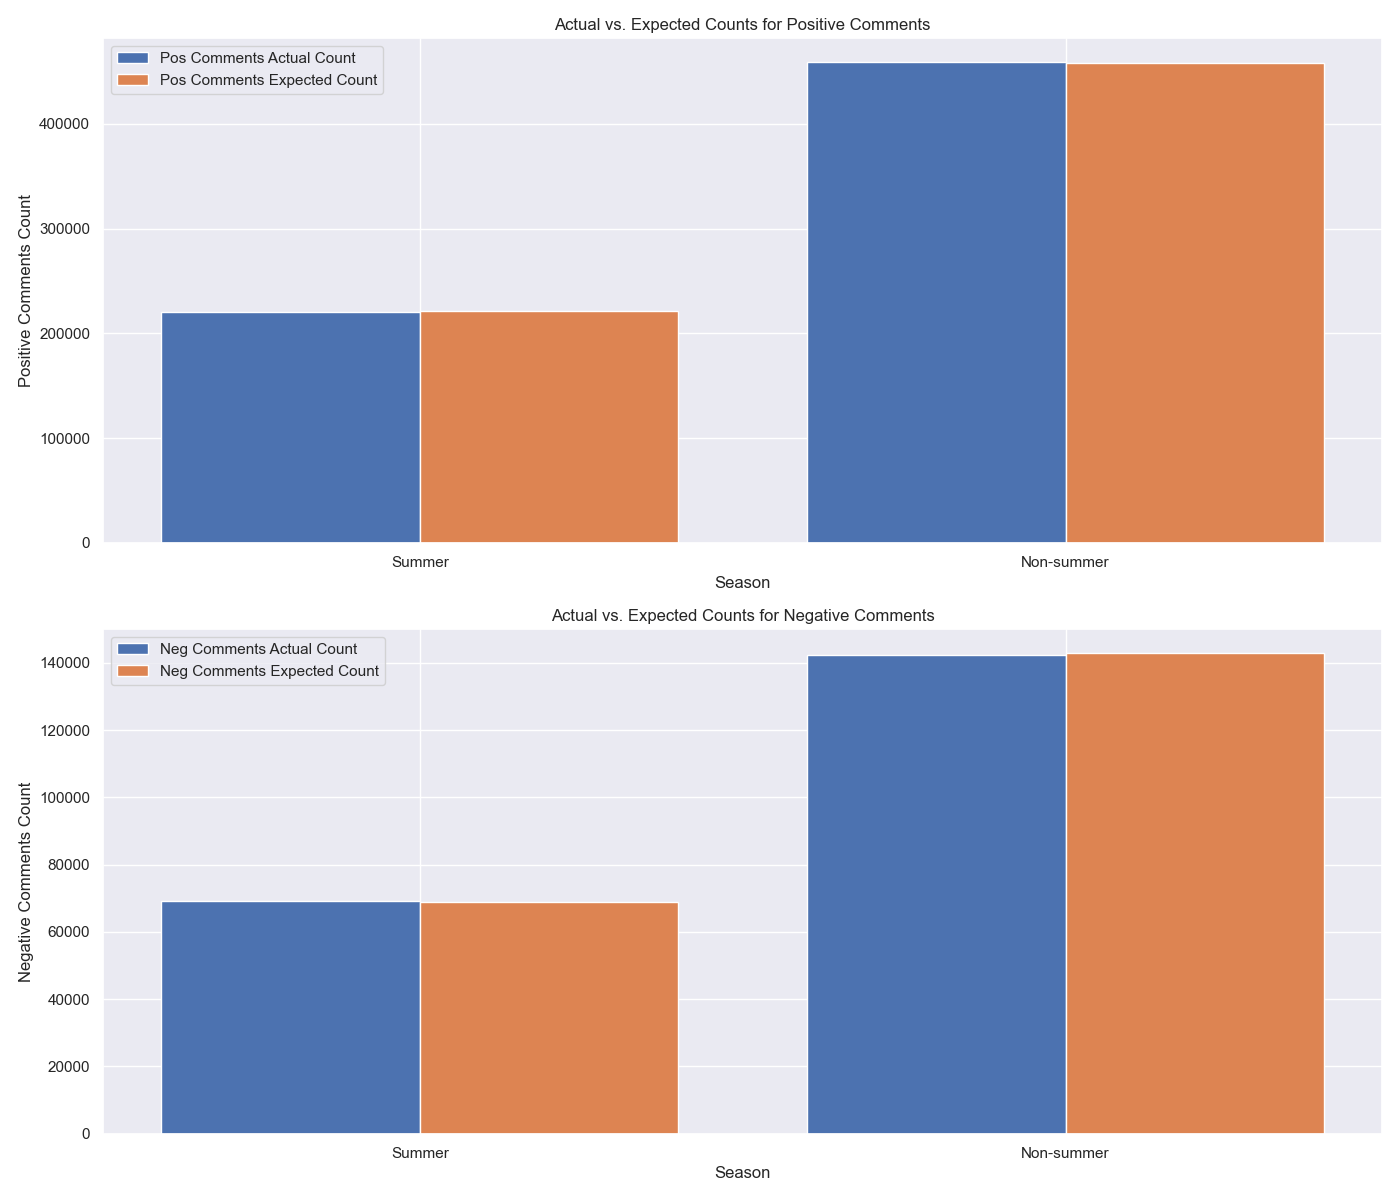 Actual vs. Expected Counts for Positive Comments
Pos Comments Actual Count
Pos Comments Expected Count
Positive Comments Count
400000
300000
200000
100000
0
Summer
Non-summer
Season
Actual vs. Expected Counts for Negative Comments
Neg Comments Actual Count
Neg Comments Expected Count
Negative Comments Count
140000
120000
100000
80000
60000
40000
20000
0
Summer
Non-summer
Season